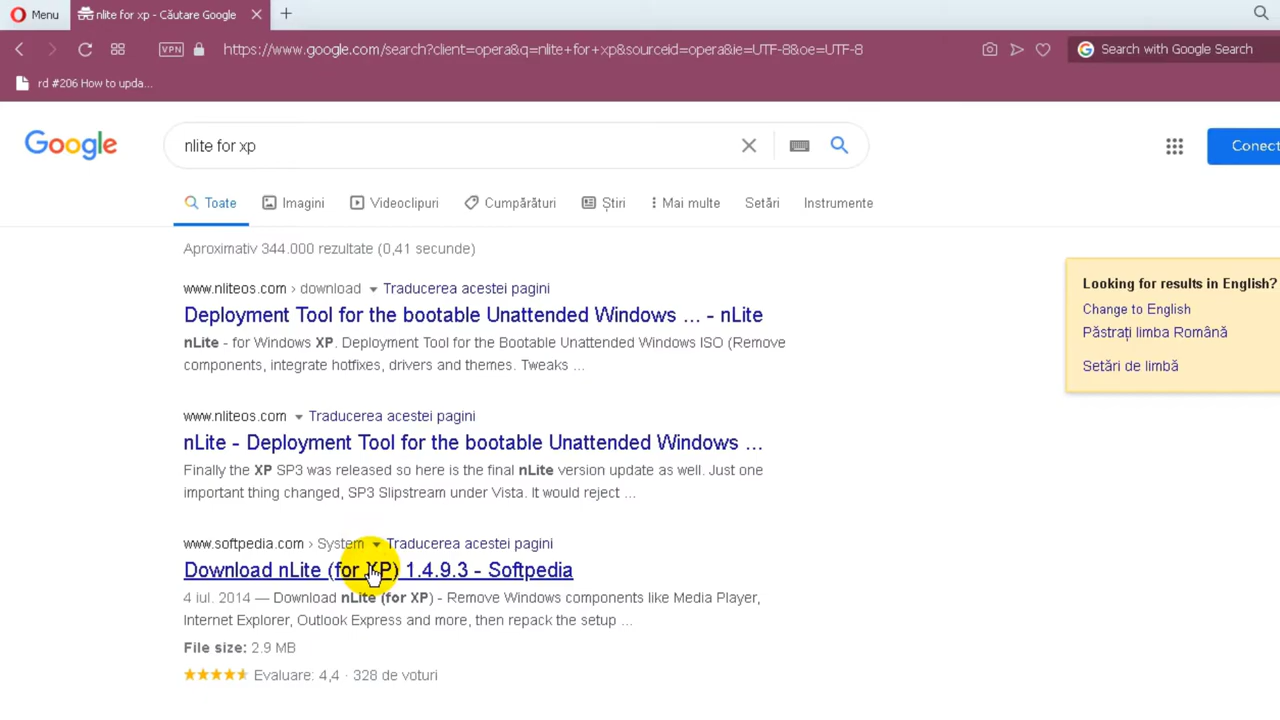 Menu
nlite for xp - Căutare Google
VPN
https://www.google.com/search?client=opera&q=nlite+for+xp&sourceid=opera&ie=UTF-8&oe=UTF-8
Search with Google Search
rd #206 How to upda...
Google
nlite for xp
Conect
Toate
Imagini
Videoclipuri
Cumpărături
Știri
Mai multe
Setări
Instrumente
Aproximativ 344.000 rezultate (0,41 secunde)
www.nliteos.com › download Traducerea acestei pagini
Deployment Tool for the bootable Unattended Windows ... - nLite
nLite - for Windows XP. Deployment Tool for the Bootable Unattended Windows ISO (Remove
components, integrate hotfixes, drivers and themes. Tweaks ...
www.nliteos.com Traducerea acestei pagini
nLite - Deployment Tool for the bootable Unattended Windows ...
Finally the XP SP3 was released so here is the final nLite version update as well. Just one
important thing changed, SP3 Slipstream under Vista. It would reject ...
www.softpedia.com › System Traducerea acestei pagini
Download nLite (for XP) 1.4.9.3 - Softpedia
4 iul. 2014 — Download nLite (for XP) - Remove Windows components like Media Player,
Internet Explorer, Outlook Express and more, then repack the setup ...
File size: 2.9 MB
Evaluare: 4,4 · 328 de voturi
Looking for results in English?
Change to English
Păstrați limba Română
Setări de limbă